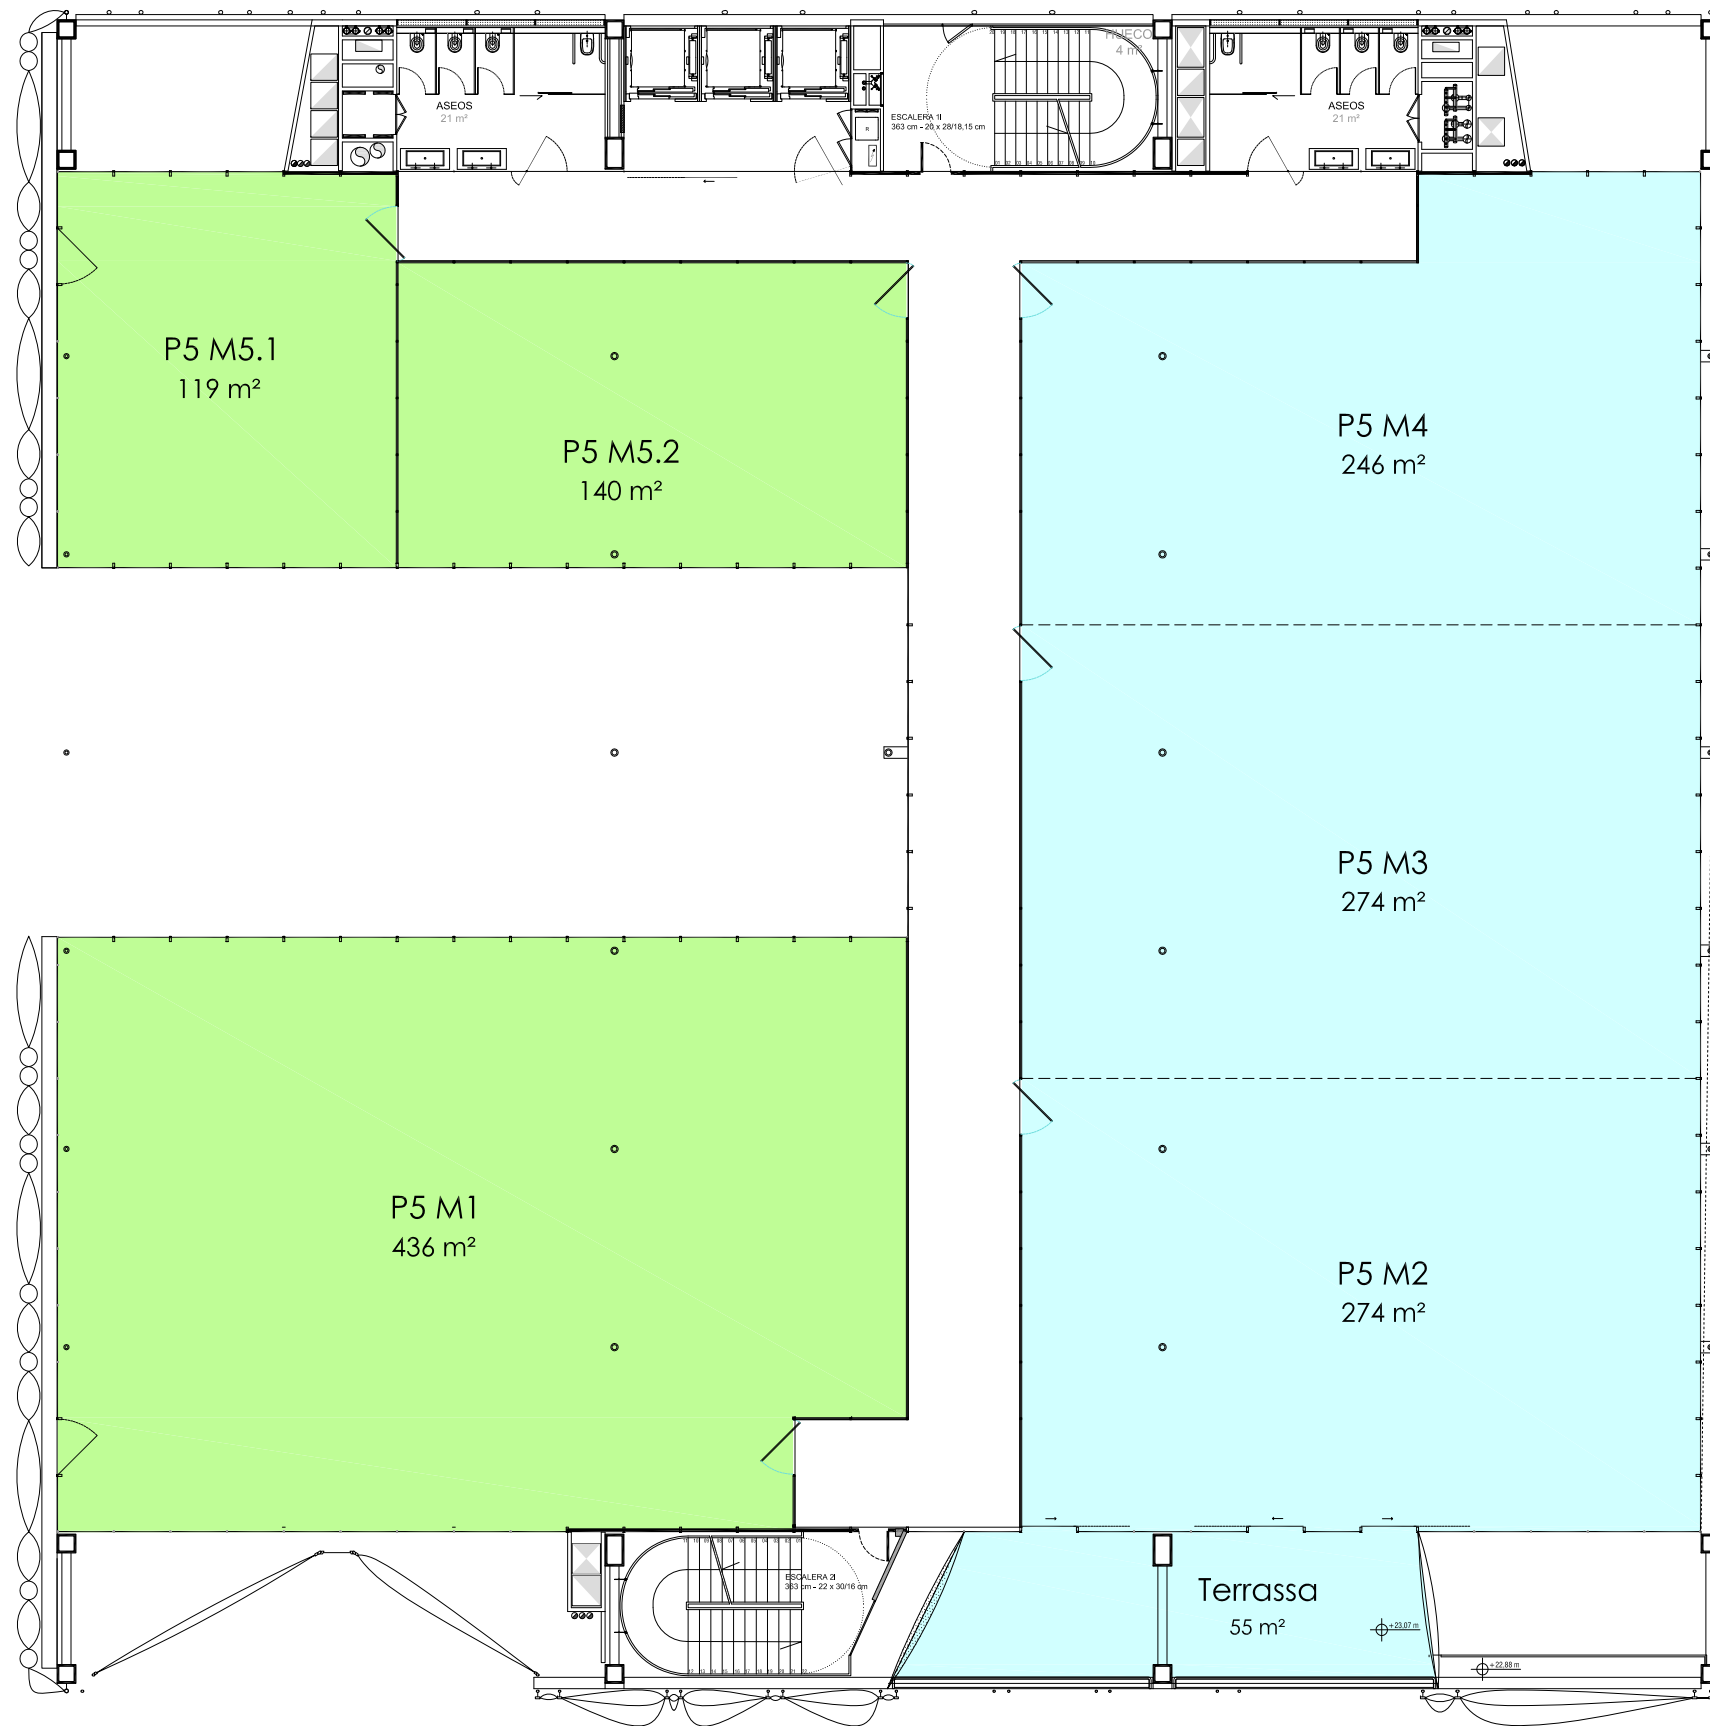 HUECO
4 m²
ASEOS
21 m²
ESCALERA 1
363 cm - 20 x 28/18,15 cm
ASEOS
21 m²
R
P5 M5.1
119 m²
P5 M5.2
140 m²
P5 M4
246 m²
P5 M3
274 m²
P5 M1
436 m²
P5 M2
274 m²
ESCALERA 2
363 cm - 22 x 30/16 cm
Terrassa
55 m²
+23,07 m
+22,88 m